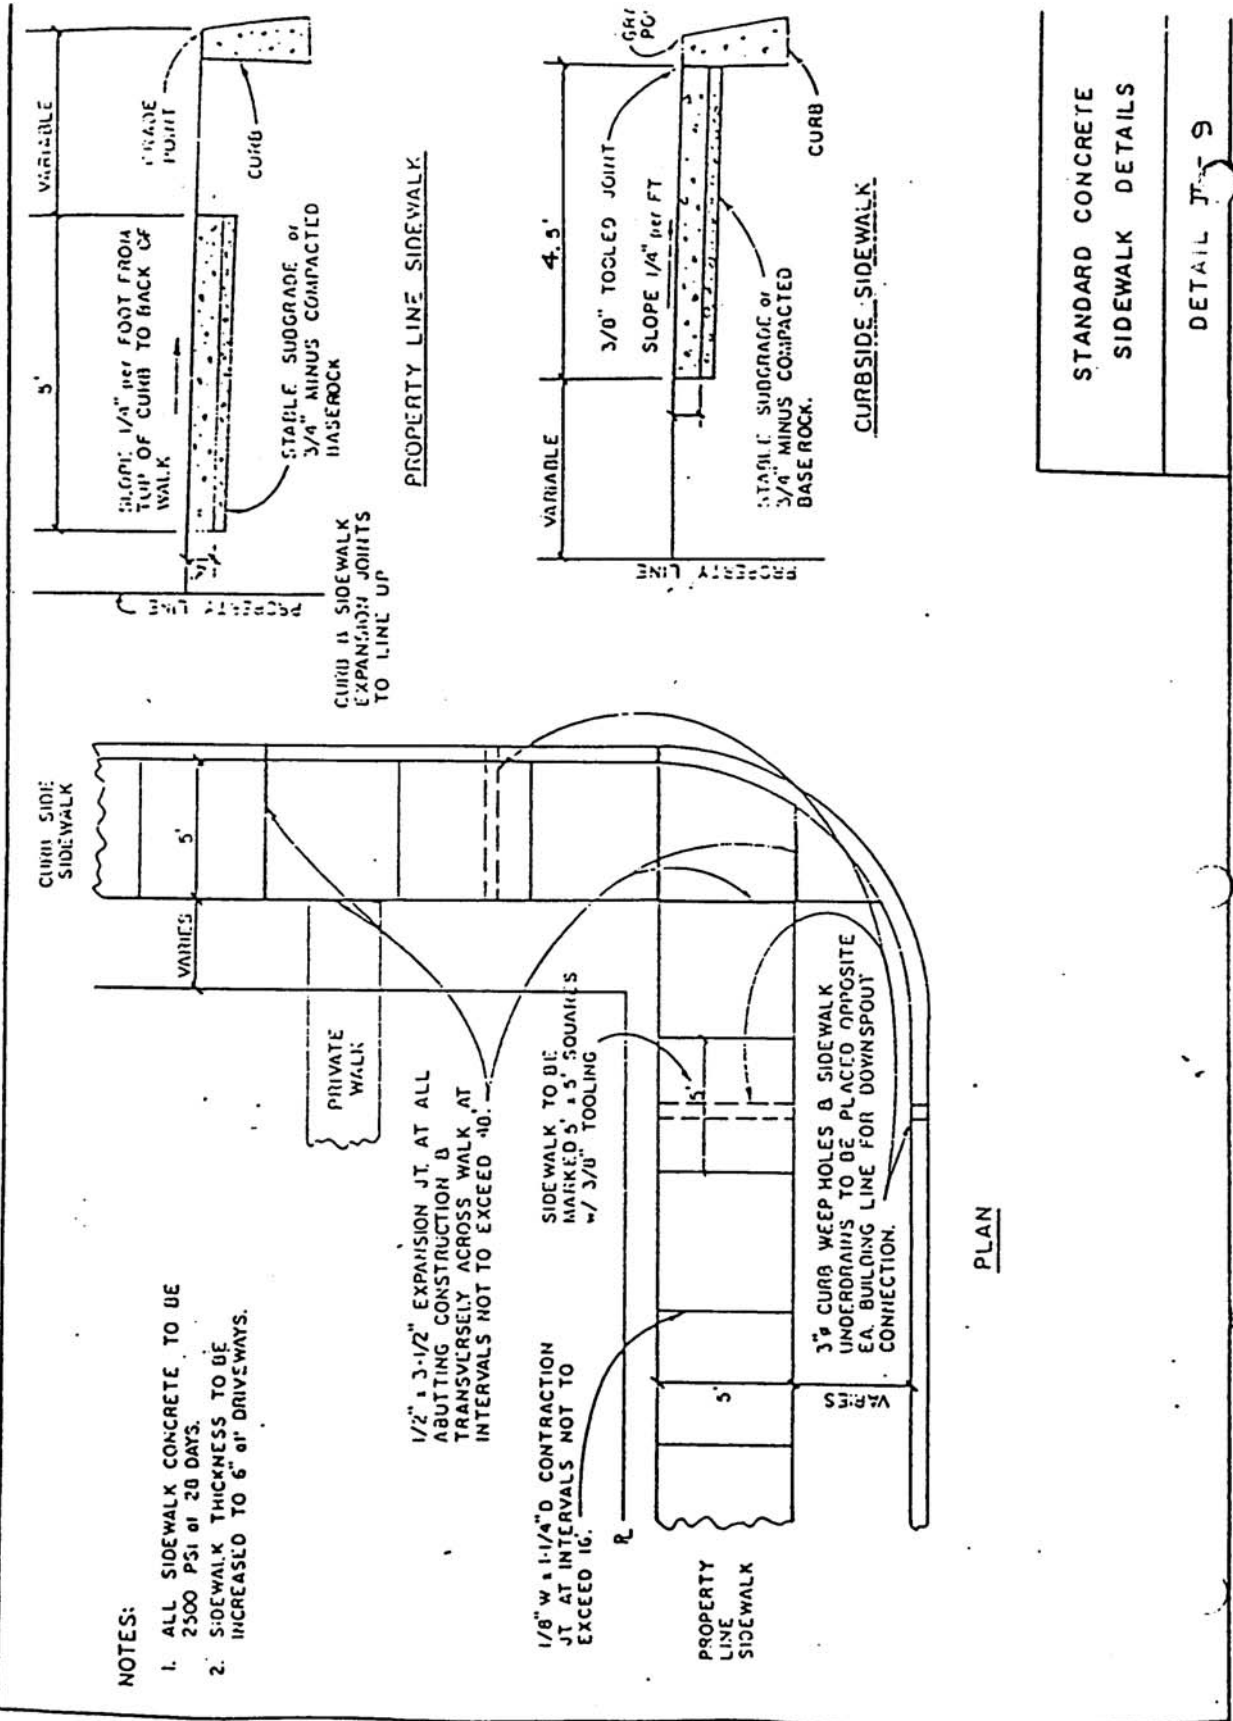 NOTES:
1. ALL SIDEWALK CONCRETE TO BE
2500 PSI at 28 DAYS.
2. SIDEWALK THICKNESS TO BE
INCREASED TO 6" at DRIVEWAYS.
CURB SIDE
SIDEWALK
VARIES
5'
PRIVATE
WALK
1/2" x 3-1/2" EXPANSION JT. AT ALL
ABUTTING CONSTRUCTION &
TRANSVERSELY ACROSS WALK AT
INTERVALS NOT TO EXCEED 40'.
SIDEWALK TO BE
MARKED 5' x 5' SQUARES
w/ 3/8" TOOLING
1/8" W x 1-1/4" D CONTRACTION
JT AT INTERVALS NOT TO
EXCEED 16'.
PL
PROPERTY
LINE
SIDEWALK
5'
5'
VARIES
3"ø CURB WEEP HOLES & SIDEWALK
UNDERDRAINS TO BE PLACED OPPOSITE
EA. BUILDING LINE FOR DOWNSPOUT
CONNECTION.
PLAN
CURB & SIDEWALK
EXPANSION JOINTS
TO LINE UP
PROPERTY LINE
5'
VARIABLE
SLOPE 1/4" per FOOT FROM
TOP OF CURB TO BACK OF
WALK
GRADE
POINT
CURB
STABLE SUBGRADE or
3/4" MINUS COMPACTED
BASEROCK
PROPERTY LINE SIDEWALK
PROPERTY LINE
VARIABLE
4.5'
3/8" TOOLED JOINT
SLOPE 1/4" per FT
CURB
STABLE SUBGRADE or
3/4" MINUS COMPACTED
BASEROCK.
CURBSIDE SIDEWALK
STANDARD CONCRETE
SIDEWALK DETAILS
DETAIL - 9